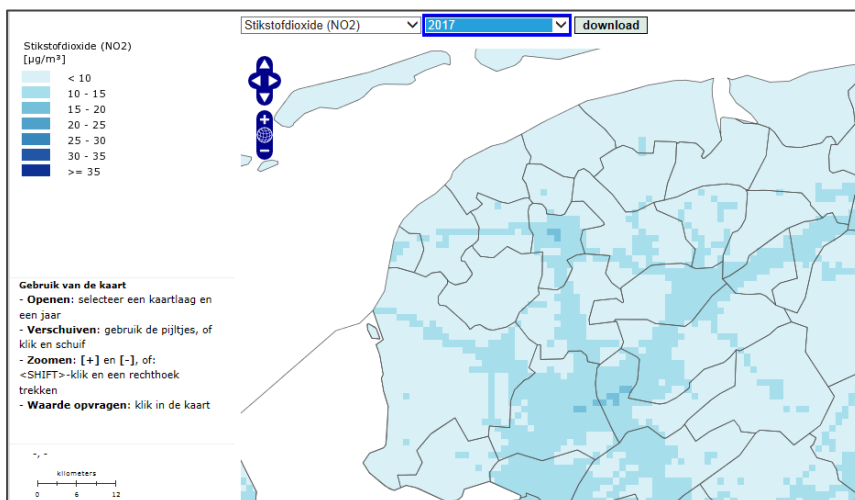 Stikstofdioxide (NO2) 2017 download
Stikstofdioxide (NO2)
[µg/m³]
< 10
10 - 15
15 - 20
20 - 25
25 - 30
30 - 35
>= 35
Gebruik van de kaart
- Openen: selecteer een kaartlaag en
een jaar
- Verschuiven: gebruik de pijltjes, of
klik en schuif
- Zoomen: [+] en [-], of:
<SHIFT>-klik en een rechthoek
trekken
- Waarde opvragen: klik in de kaart
-, -
kilometers
0 6 12